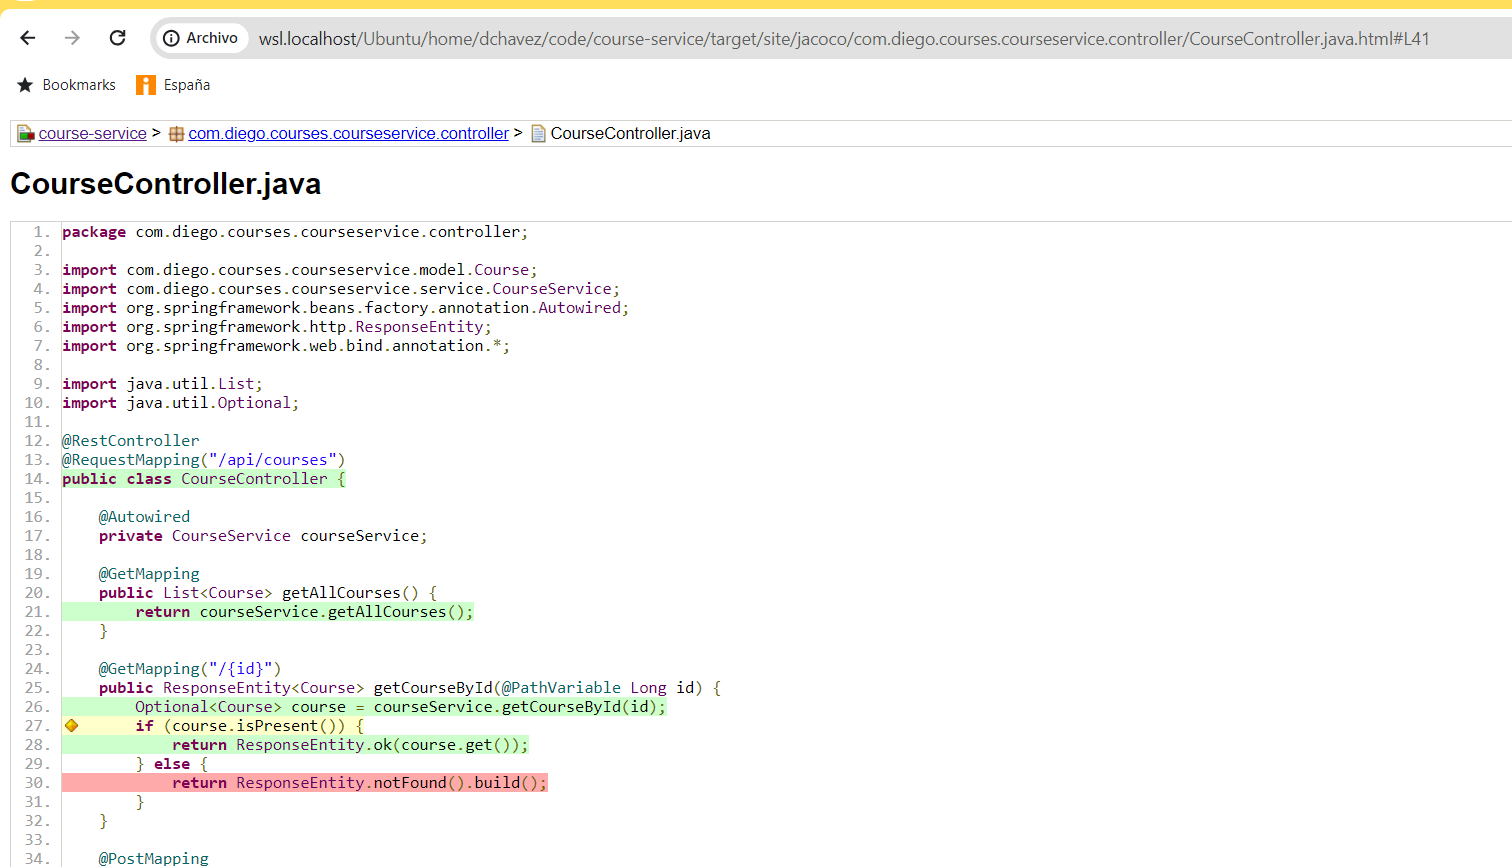 Archivo wsl.localhost/Ubuntu/home/dchavez/code/course-service/target/site/jacoco/com.diego.courses.courseservice.controller/CourseController.java.html#L41
Bookmarks España
course-service > com.diego.courses.courseservice.controller > CourseController.java
CourseController.java
1. package com.diego.courses.courseservice.controller;
2.
3. import com.diego.courses.courseservice.model.Course;
4. import com.diego.courses.courseservice.service.CourseService;
5. import org.springframework.beans.factory.annotation.Autowired;
6. import org.springframework.http.ResponseEntity;
7. import org.springframework.web.bind.annotation.*;
8.
9. import java.util.List;
10. import java.util.Optional;
11.
12. @RestController
13. @RequestMapping("/api/courses")
14. public class CourseController {
15.
16.     @Autowired
17.     private CourseService courseService;
18.
19.     @GetMapping
20.     public List<Course> getAllCourses() {
21.         return courseService.getAllCourses();
22.     }
23.
24.     @GetMapping("/{id}")
25.     public ResponseEntity<Course> getCourseById(@PathVariable Long id) {
26.         Optional<Course> course = courseService.getCourseById(id);
27.         if (course.isPresent()) {
28.             return ResponseEntity.ok(course.get());
29.         } else {
30.             return ResponseEntity.notFound().build();
31.         }
32.     }
33.
34.     @PostMapping